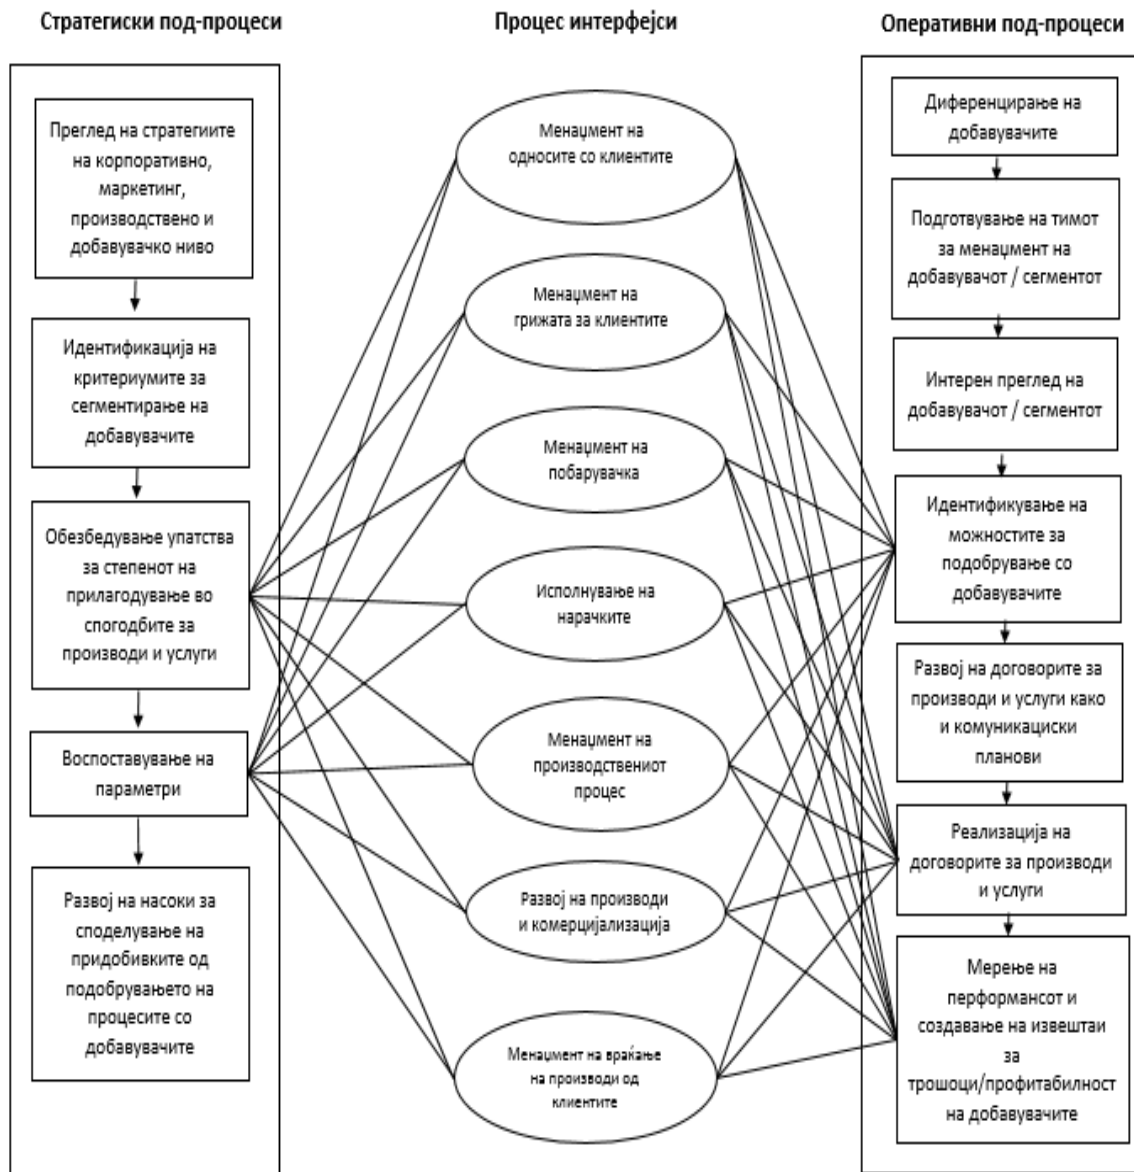 Стратегиски под-процеси
Преглед на стратегиите
на корпоративно,
маркетинг,
производствено и
добавувачко ниво
Идентификација на
критериумите за
сегментирање на
добавувачите
Обезбедување упатства
за степенот на
прилагодување во
спогодбите за
производи и услуги
Воспоставување на
параметри
Развој на насоки за
споделување на
придобивките од
подобрувањето на
процесите со
добавувачите
Процес интерфејси
Менаџмент на
односите со клиентите
Менаџмент на
грижата за клиентите
Менаџмент на
побарувачка
Исполнување на
нарачките
Менаџмент на
производствениот
процес
Развој на производи
и комерцијализација
Менаџмент на враќање
на производи од
клиентите
Оперативни под-процеси
Диференцирање на
добавувачите
Подготвување на тимот
за менаџмент на
добавувачот / сегментот
Интерен преглед на
добавувачот / сегментот
Идентификување на
можностите за
подобрување со
добавувачите
Развој на договорите за
производи и услуги како
и комуникациски
планови
Реализација на
договорите за производи
и услуги
Мерење на
перформансот и
создавање на извештаи
за
трошоци/профитабилност
на добавувачите